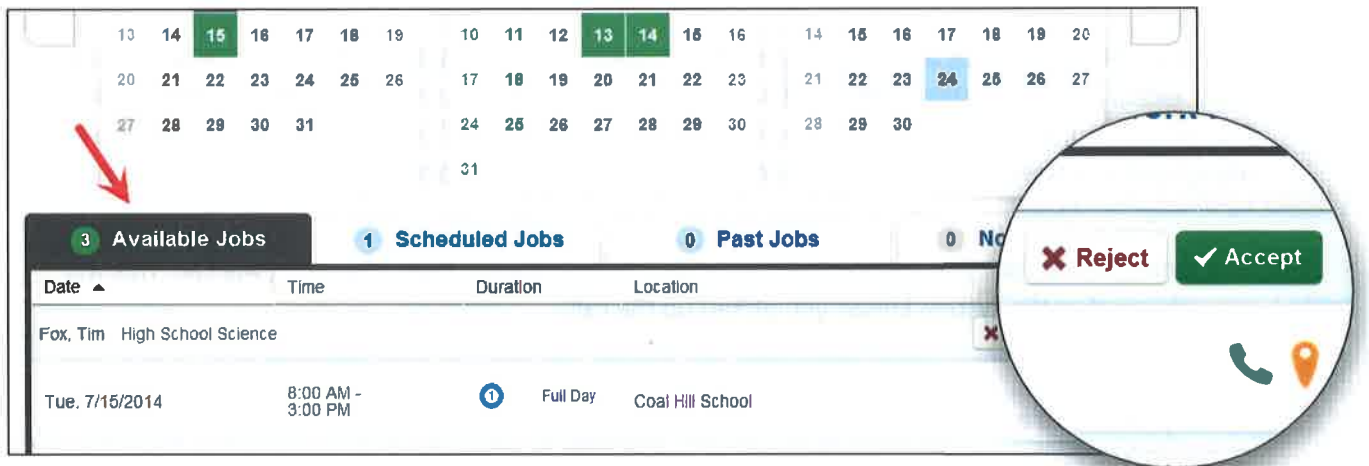 13 14 15 16 17 18 19 10 11 12 13 14 15 16 14 15 16 17 18 19 20
20 21 22 23 24 25 26 17 18 19 20 21 22 23 21 22 23 24 25 26 27
27 28 29 30 31 24 25 26 27 28 29 30 28 29 30
31
3 Available Jobs 1 Scheduled Jobs 0 Past Jobs 0
Reject Accept
Date Time Duration Location
Fox, Tim High School Science
Tue, 7/15/2014 8:00 AM - 3:00 PM 1 Full Day Coal Hill School